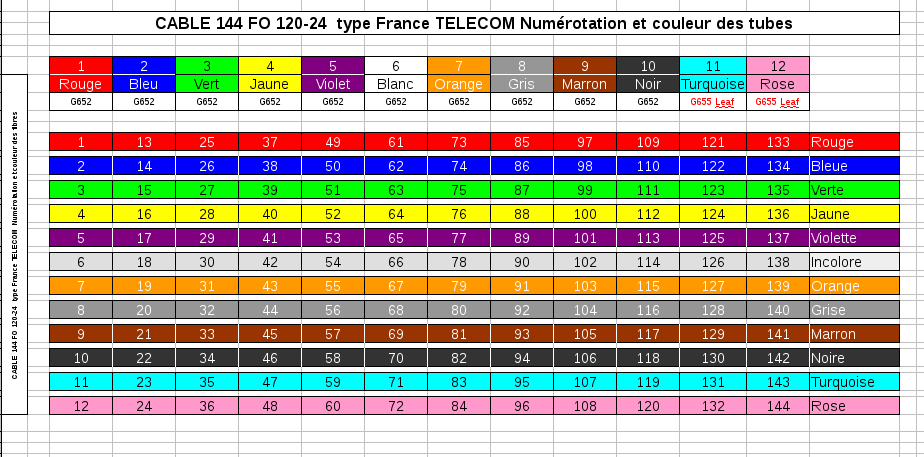 CABLE 144 FO 120-24 type France TELECOM Numérotation et couleur des tubes
1 2 3 4 5 6 7 8 9 10 11 12
Rouge Bleu Vert Jaune Violet Blanc Orange Gris Marron Noir Turquoise Rose
G652 G652 G652 G652 G652 G652 G652 G652 G652 G652 G655 Leaf G655 Leaf
CABLE 144 FO 120-24 type France TELECOM Numérotation et couleur des fibres
1 13 25 37 49 61 73 85 97 109 121 133 Rouge
2 14 26 38 50 62 74 86 98 110 122 134 Bleue
3 15 27 39 51 63 75 87 99 111 123 135 Verte
4 16 28 40 52 64 76 88 100 112 124 136 Jaune
5 17 29 41 53 65 77 89 101 113 125 137 Violette
6 18 30 42 54 66 78 90 102 114 126 138 Incolore
7 19 31 43 55 67 79 91 103 115 127 139 Orange
8 20 32 44 56 68 80 92 104 116 128 140 Grise
9 21 33 45 57 69 81 93 105 117 129 141 Marron
10 22 34 46 58 70 82 94 106 118 130 142 Noire
11 23 35 47 59 71 83 95 107 119 131 143 Turquoise
12 24 36 48 60 72 84 96 108 120 132 144 Rose